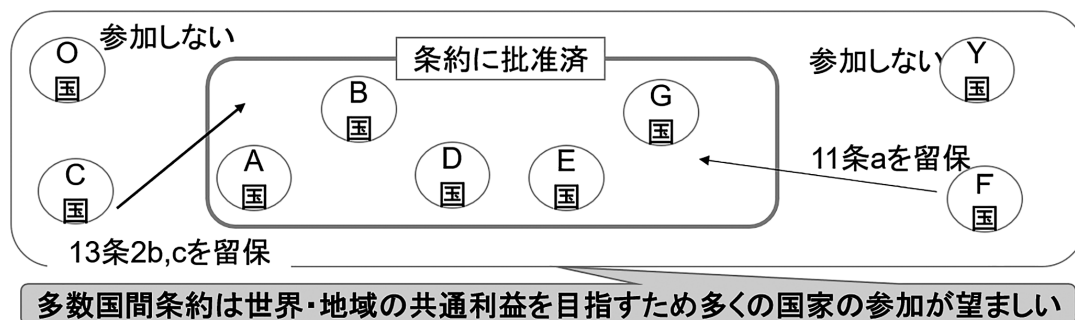 O
国
参加しない
条約に批准済
参加しない
Y
国
B
国
G
国
A
国
D
国
E
国
C
国
11条aを留保
F
国
13条2b,cを留保
多数国間条約は世界・地域の共通利益を目指すため多くの国家の参加が望ましい